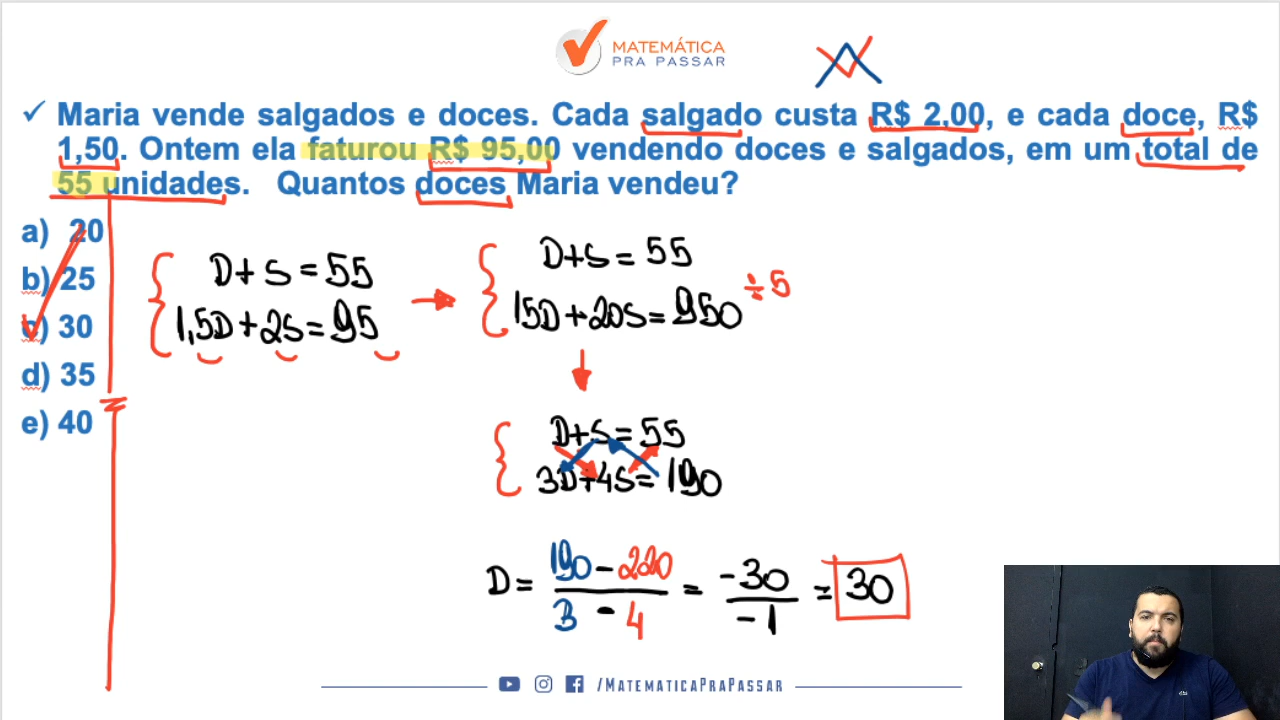 MATEMÁTICA
PRA PASSAR
✓ Maria vende salgados e doces. Cada salgado custa R$ 2,00, e cada doce, R$
1,50. Ontem ela faturou R$ 95,00 vendendo doces e salgados, em um total de
55 unidades. Quantos doces Maria vendeu?
a) 20
b) 25
c) 30
d) 35
e) 40
D+S=55
1,5D+2S=95
D+S=55
15D+20S=950 ÷5
D+S=55
3D+4S=190
D= 190-220 / 3-4 = -30 / -1 = 30
/MATEMATICAPRAPASSAR